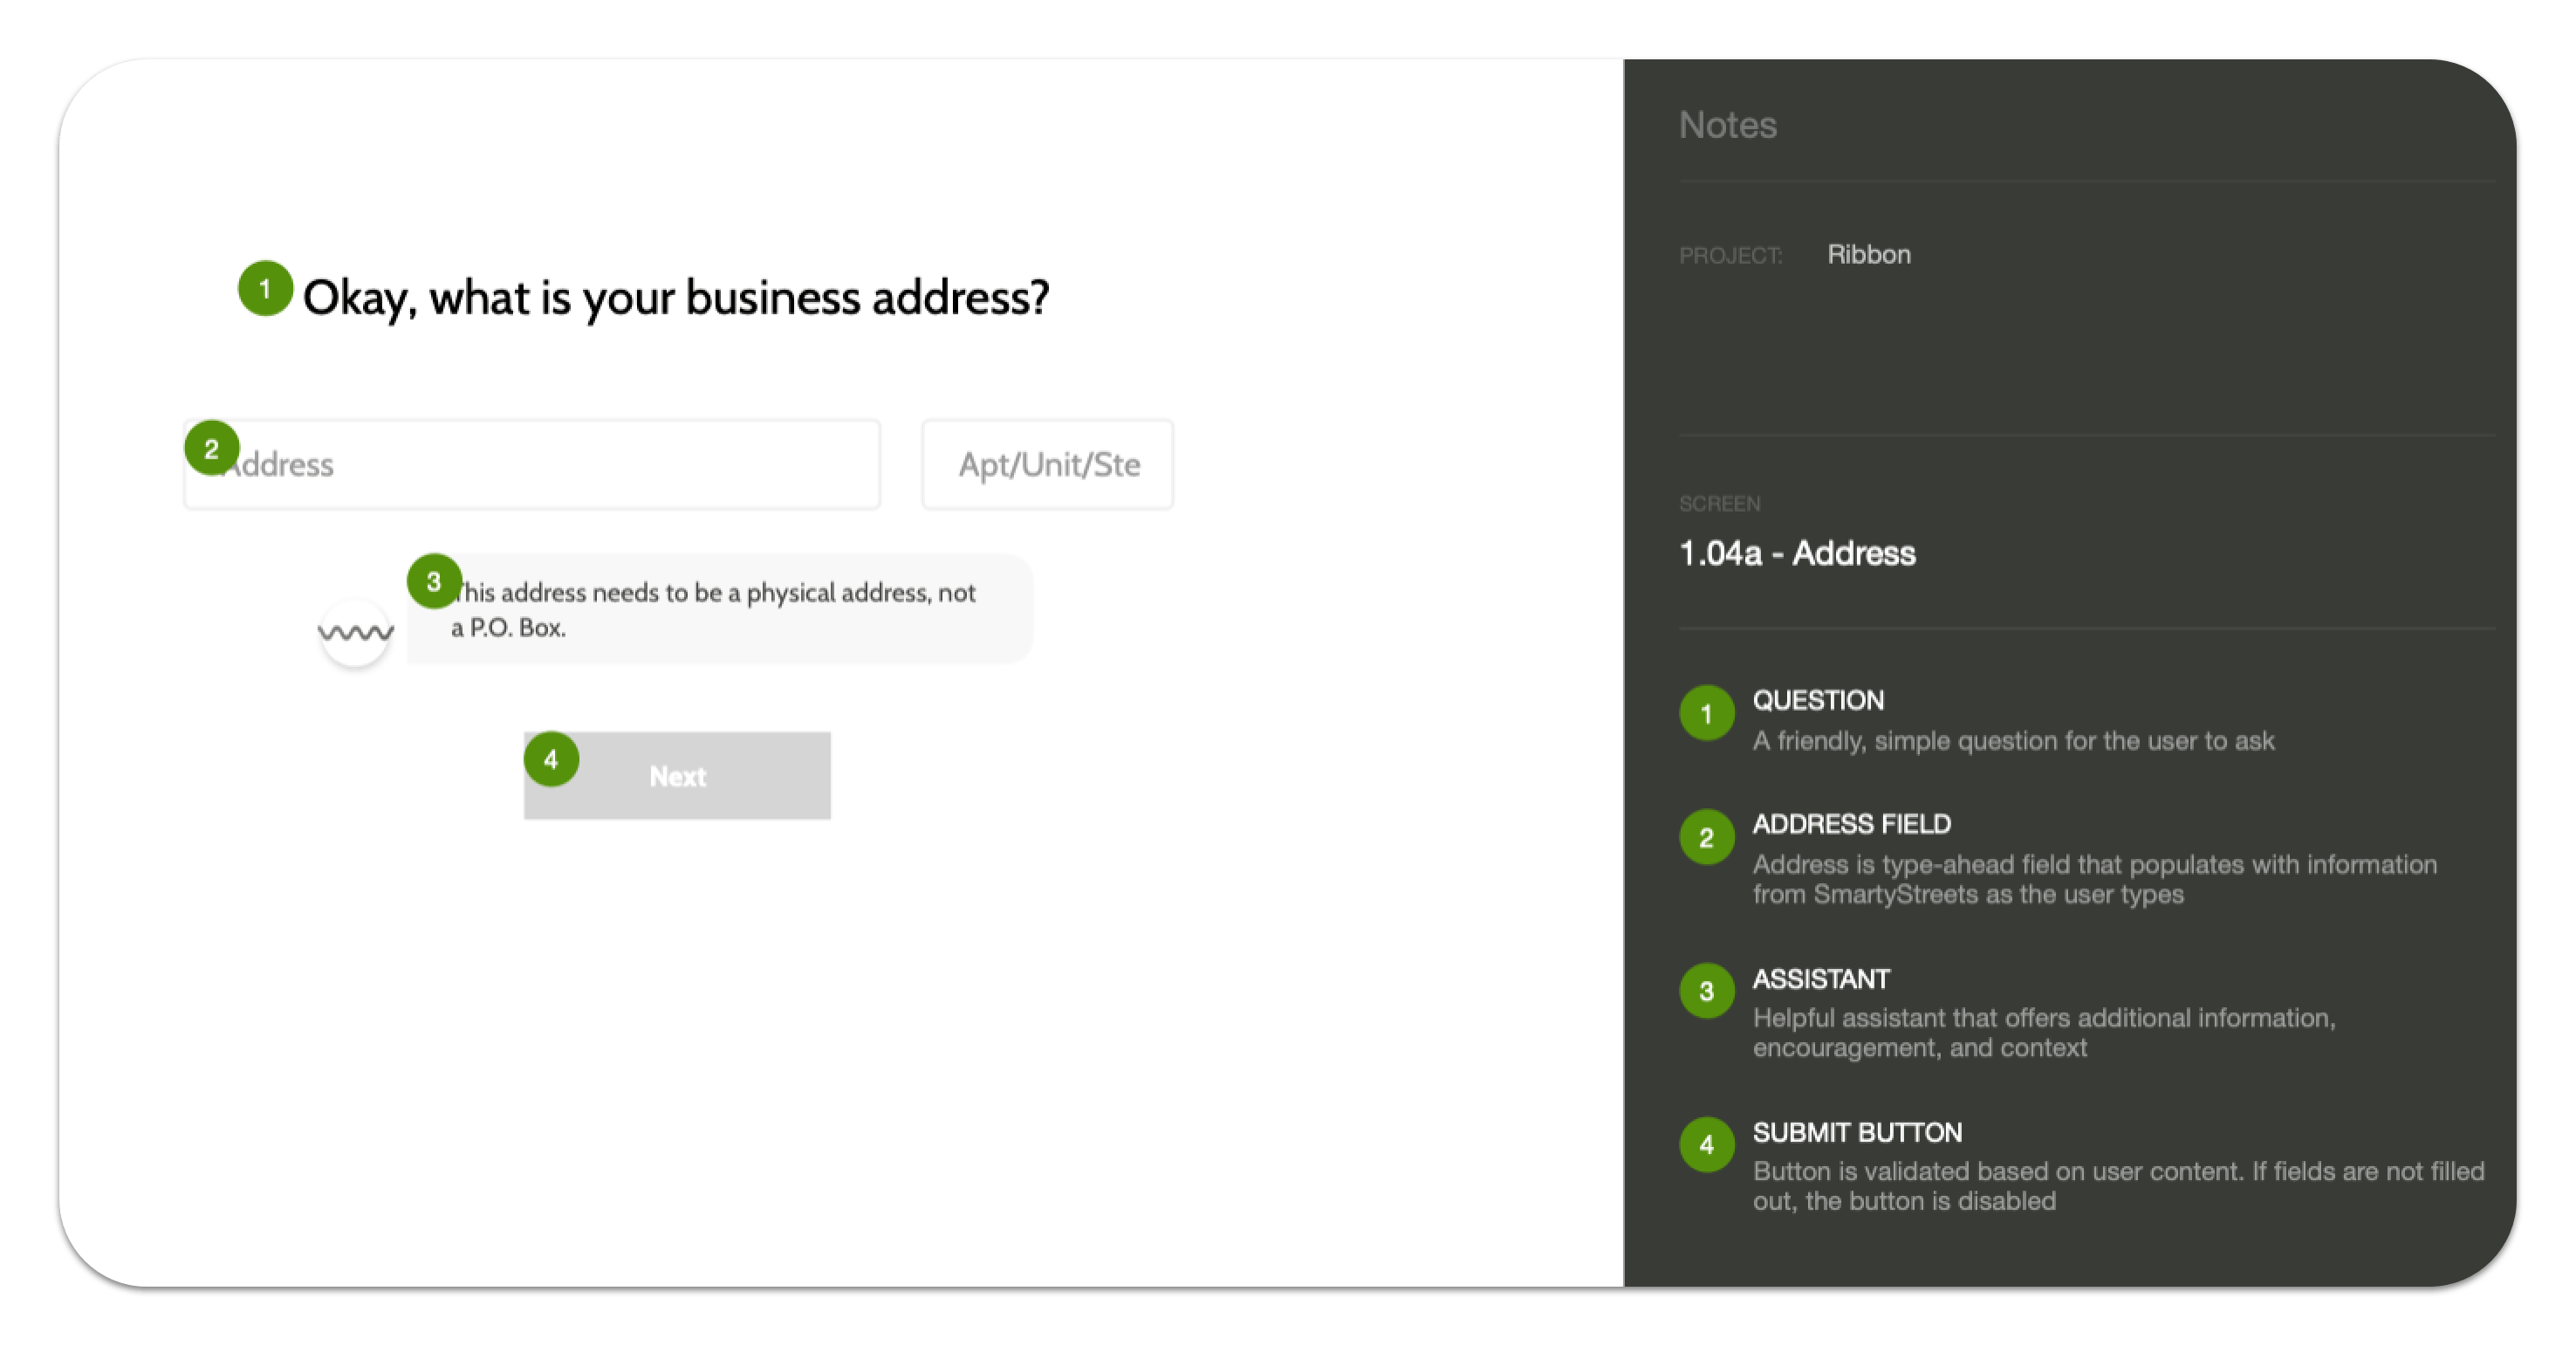 1 Okay, what is your business address?
2 Address
Apt/Unit/Ste
3 This address needs to be a physical address, not
a P.O. Box.
4 Next
Notes
PROJECT: Ribbon
SCREEN
1.04a - Address
1 QUESTION
A friendly, simple question for the user to ask
2 ADDRESS FIELD
Address is type-ahead field that populates with information
from SmartyStreets as the user types
3 ASSISTANT
Helpful assistant that offers additional information,
encouragement, and context
4 SUBMIT BUTTON
Button is validated based on user content. If fields are not filled
out, the button is disabled